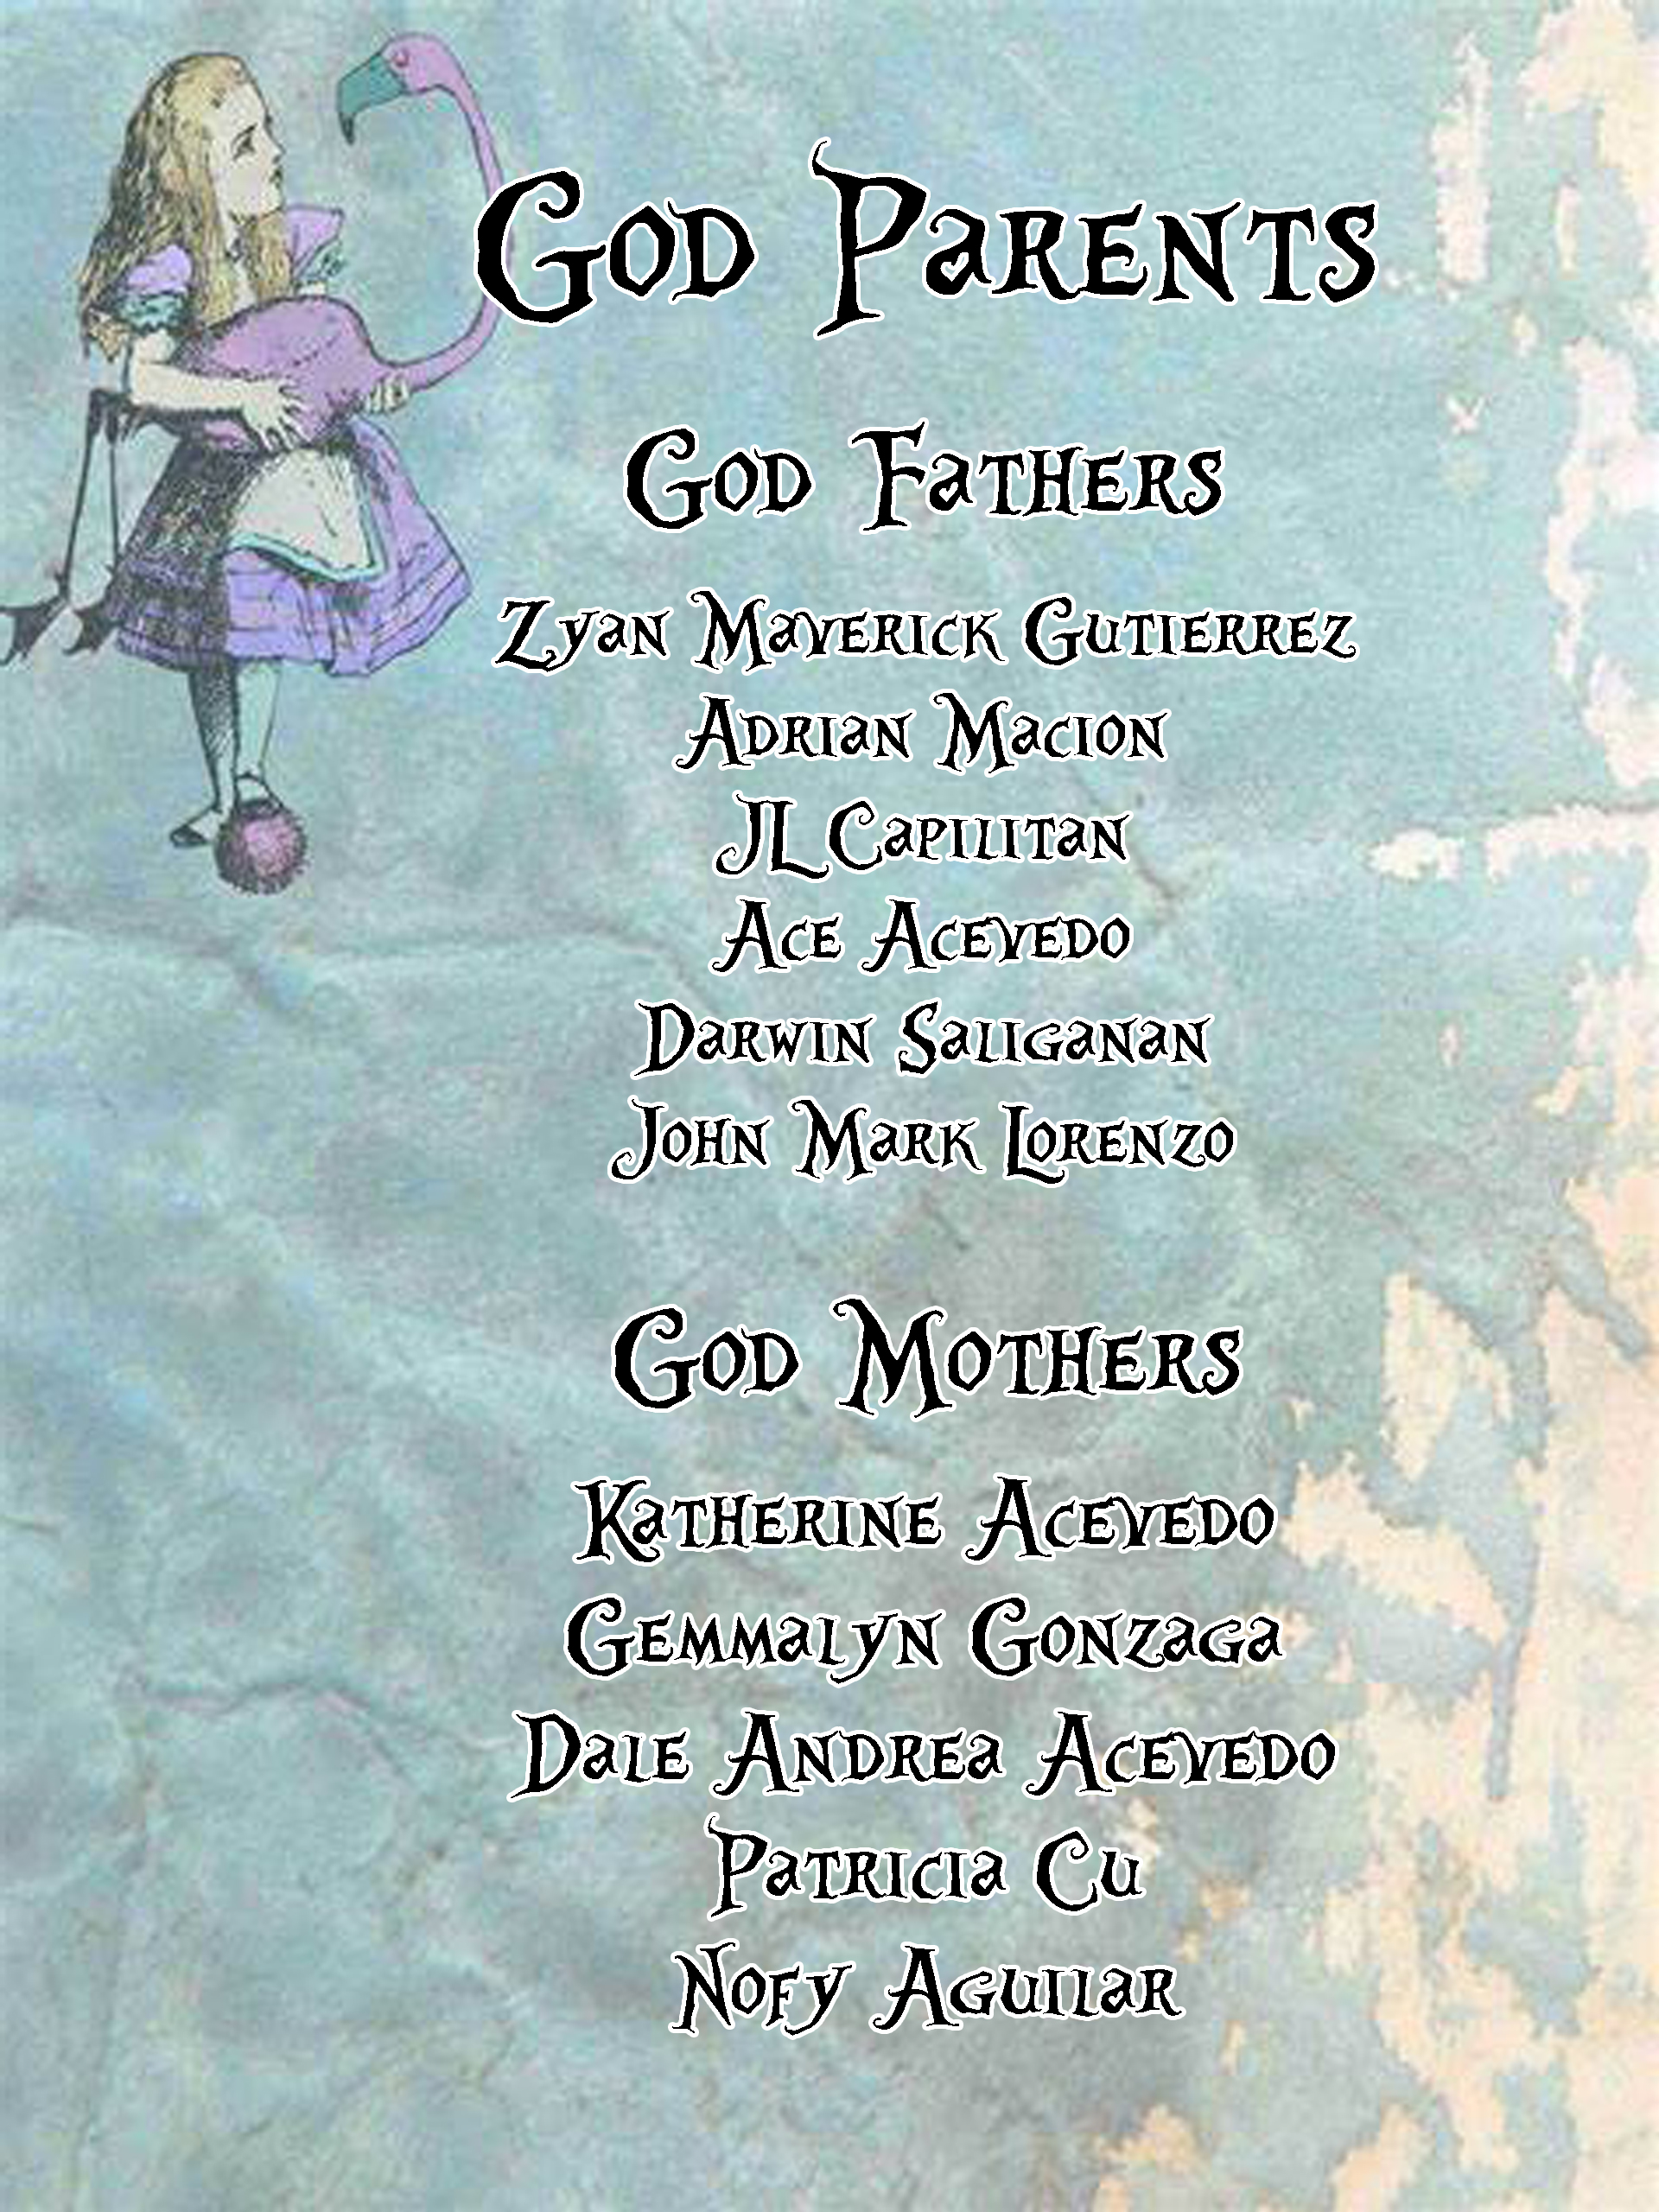 God Parents
God Fathers
Zyan Maverick Gutierrez
Adrian Macion
JL Capilitan
Ace Acevedo
Darwin Saliganan
John Mark Lorenzo
God Mothers
Katherine Acevedo
Gemmalyn Gonzaga
Dale Andrea Acevedo
Patricia Cu
Nofy Aguilar